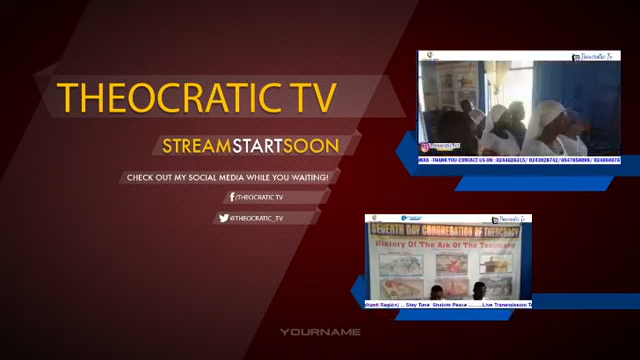 THEOCRATIC TV
STREAMSTARTSOON
CHECK OUT MY SOCIAL MEDIA WHILE YOU WAITING!
/THEOCRATIC TV
@THEOCRATIC_TV
Theocratic Tv
-THANK YOU CONTACT US ON
Theocratic Tv
SEVENTH DAY CONGREGATION OF THEOCRACY
History Of The Ark Of The Testimony
shanti Region) ... Stay Tune Shalom Peace ........Live Transmission T
YOURNAME